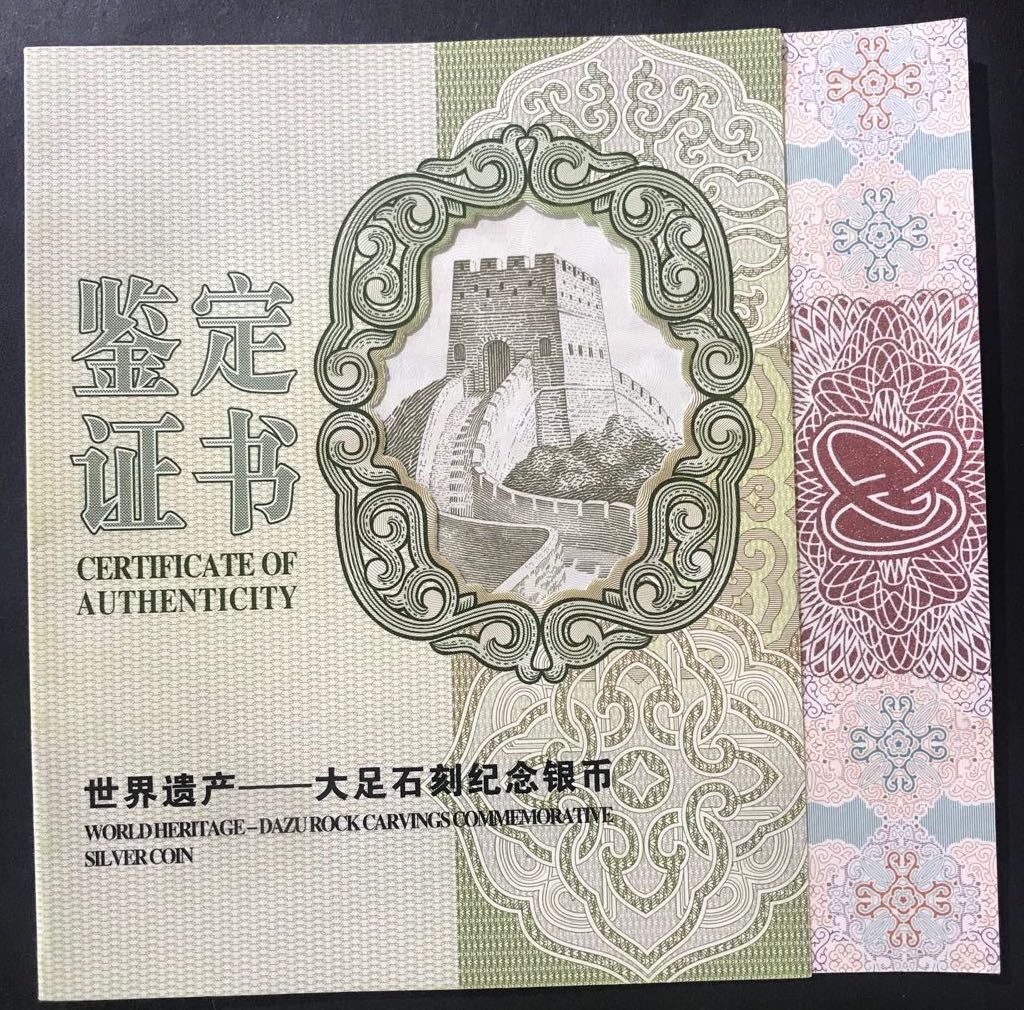 鉴定
证书
CERTIFICATE OF
AUTHENTICITY
世界遗产——大足石刻纪念银币
WORLD HERITAGE – DAZU ROCK CARVINGS COMMEMORATIVE
SILVER COIN